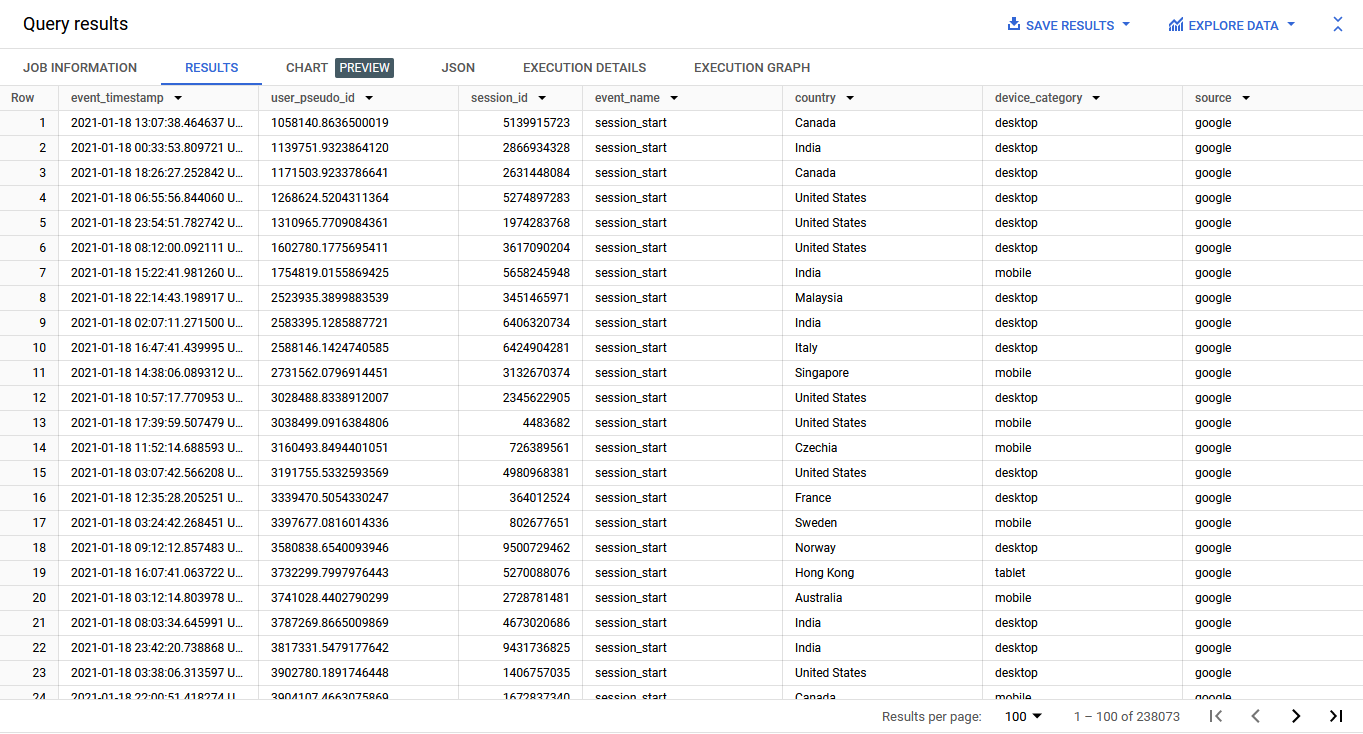 Query results SAVE RESULTS EXPLORE DATA
JOB INFORMATION RESULTS CHART PREVIEW JSON EXECUTION DETAILS EXECUTION GRAPH
Row event_timestamp user_pseudo_id session_id event_name country device_category source
1 2021-01-18 13:07:38.464637 U... 1058140.8636500019 5139915723 session_start Canada desktop google
2 2021-01-18 00:33:53.809721 U... 1139751.9323864120 2866934328 session_start India desktop google
3 2021-01-18 18:26:27.252842 U... 1171503.9233786641 2631448084 session_start Canada desktop google
4 2021-01-18 06:55:56.844060 U... 1268624.5204311364 5274897283 session_start United States desktop google
5 2021-01-18 23:54:51.782742 U... 1310965.7709084361 1974283768 session_start United States desktop google
6 2021-01-18 08:12:00.092111 U... 1602780.1775695411 3617090204 session_start United States desktop google
7 2021-01-18 15:22:41.981260 U... 1754819.0155869425 5658245948 session_start India mobile google
8 2021-01-18 22:14:43.198917 U... 2523935.3899883539 3451465971 session_start Malaysia desktop google
9 2021-01-18 02:07:11.271500 U... 2583395.1285887721 6406320734 session_start India desktop google
10 2021-01-18 16:47:41.439995 U... 2588146.1424740585 6424904281 session_start Italy desktop google
11 2021-01-18 14:38:06.089312 U... 2731562.0796914451 3132670374 session_start Singapore mobile google
12 2021-01-18 10:57:17.770953 U... 3028488.8338912007 2345622905 session_start United States desktop google
13 2021-01-18 17:39:59.507479 U... 3038499.0916384806 4483682 session_start United States mobile google
14 2021-01-18 11:52:14.688593 U... 3160493.8494401051 726389561 session_start Czechia mobile google
15 2021-01-18 03:07:42.566208 U... 3191755.5332593569 4980968381 session_start United States desktop google
16 2021-01-18 12:35:28.205251 U... 3339470.5054330247 364012524 session_start France desktop google
17 2021-01-18 03:24:42.268451 U... 3397677.0816014336 802677651 session_start Sweden mobile google
18 2021-01-18 09:12:12.857483 U... 3580838.6540093946 9500729462 session_start Norway desktop google
19 2021-01-18 16:07:41.063722 U... 3732299.7997976443 5270088076 session_start Hong Kong tablet google
20 2021-01-18 03:12:14.803978 U... 3741028.4402790299 2728781481 session_start Australia mobile google
21 2021-01-18 08:03:34.645991 U... 3787269.8665009869 4673020686 session_start India desktop google
22 2021-01-18 23:42:20.738868 U... 3817331.5479177642 9431736825 session_start India desktop google
23 2021-01-18 03:38:06.313597 U... 3902780.1891746448 1406757035 session_start United States desktop google
24 2021-01-18 22:00:51.418274 U... 3904107.4663075869 1672837340 session_start Canada mobile google
Results per page: 100 1 – 100 of 238073